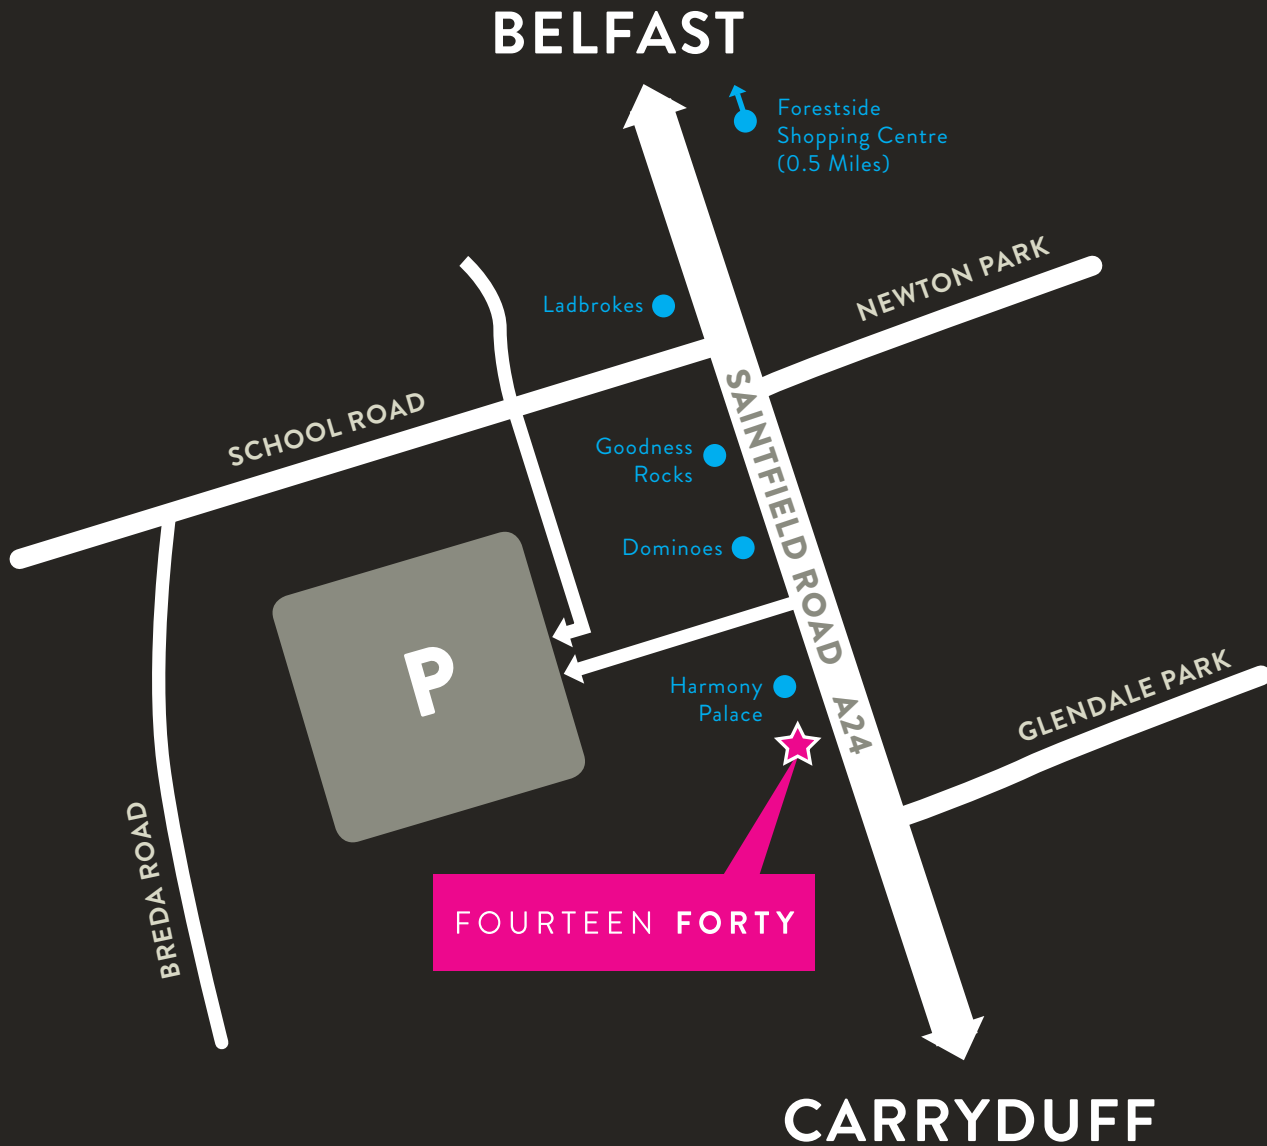 BELFAST
Forestside
Shopping Centre
(0.5 Miles)
NEWTON PARK
Ladbrokes
SCHOOL ROAD
SAINTFIELD ROAD A24
Goodness
Rocks
Dominoes
P
Harmony
Palace
GLENDALE PARK
BREDA ROAD
FOURTEEN FORTY
CARRYDUFF